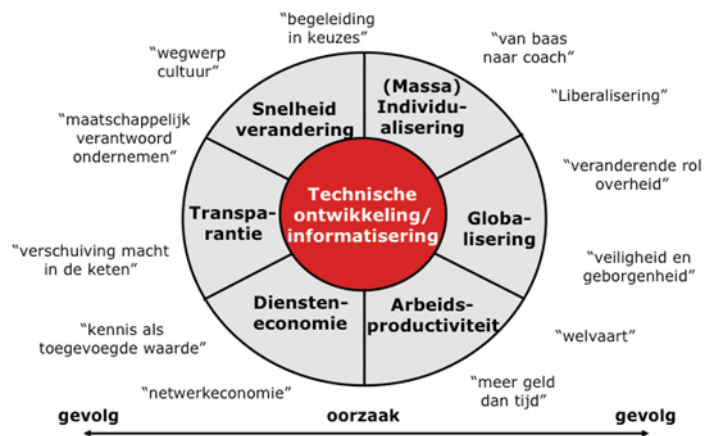 “begeleiding
in keuzes”
“wegwerp
cultuur”
“van baas
naar coach”
“Liberalisering”
“maatschappelijk
verantwoord
ondernemen”
“veranderende rol
overheid”
“verschuiving macht
in de keten”
“veiligheid en
geborgenheid”
“kennis als
toegevoegde waarde”
“welvaart”
“netwerkeconomie”
“meer geld
dan tijd”
Snelheid
verandering
(Massa)
Individu-
alisering
Transpa-
rantie
Technische
ontwikkeling/
informatisering
Globa-
lisering
Diensten-
economie
Arbeids-
productiviteit
gevolg
oorzaak
gevolg